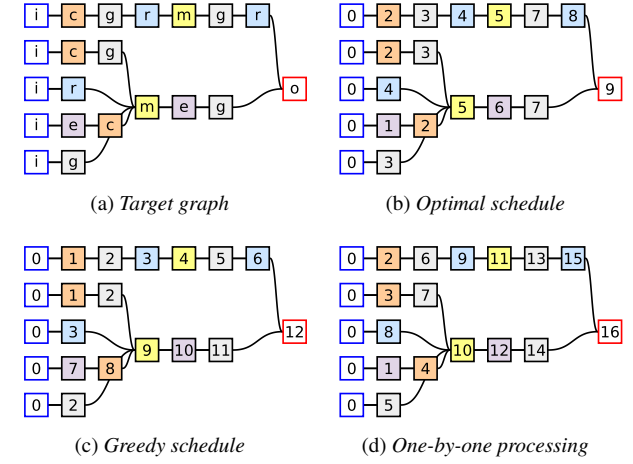 i c g r m g r
i c g
i r o
i e c m e g
i g
(a) Target graph
0 2 3 4 5 7 8
0 2 3
0 4 9
0 1 2 5 6 7
0 3
(b) Optimal schedule
0 1 2 3 4 5 6
0 1 2
0 3 12
0 7 8 9 10 11
0 2
(c) Greedy schedule
0 2 6 9 11 13 15
0 3 7
0 8 16
0 1 4 10 12 14
0 5
(d) One-by-one processing